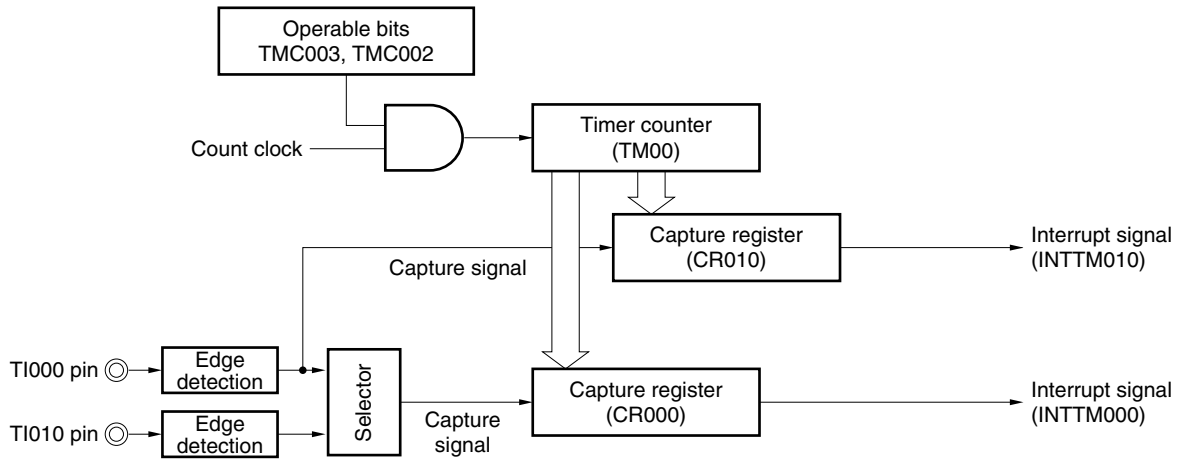 Operable bits
TMC003, TMC002
Count clock
Timer counter
(TM00)
Capture register
(CR010)
Interrupt signal
(INTTM010)
Capture signal
TI000 pin
Edge
detection
Selector
Capture register
(CR000)
Interrupt signal
(INTTM000)
Capture
signal
TI010 pin
Edge
detection